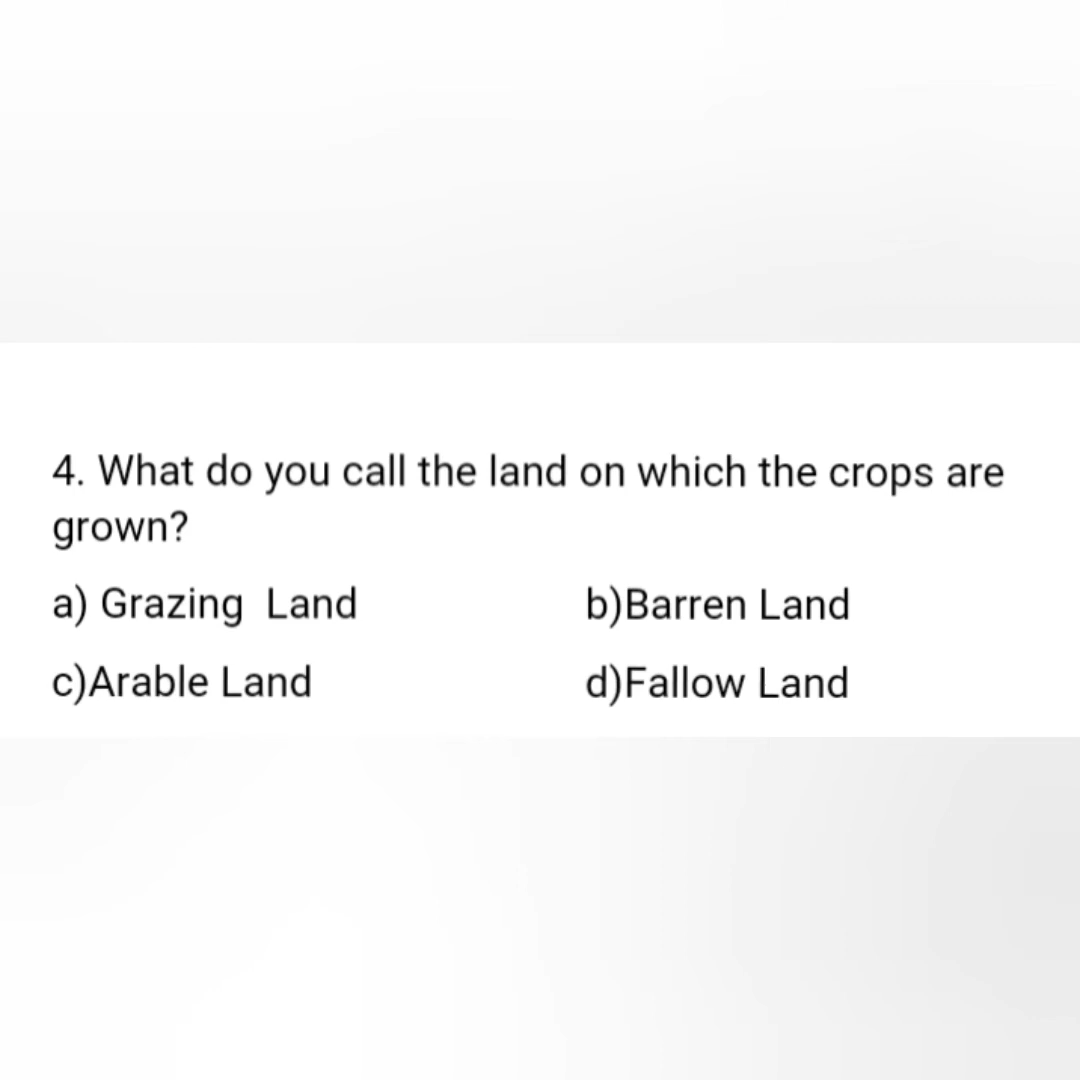 4. What do you call the land on which the crops are
grown?
a) Grazing  Land
b)Barren Land
c)Arable Land
d)Fallow Land